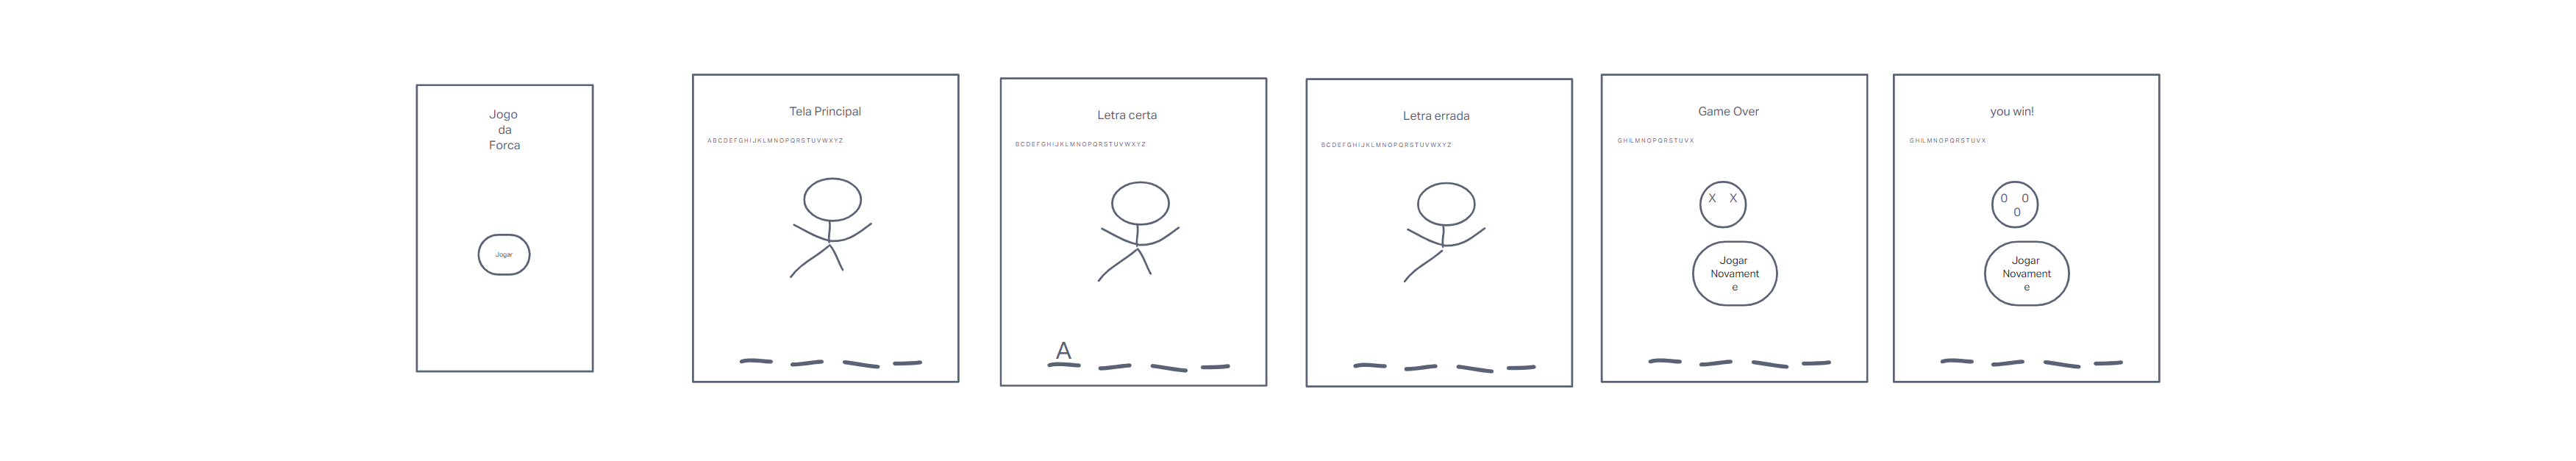 Jogo
da
Forca
Jogar
Tela Principal
ABCDEFGHIJKLMNOPQRSTUVWXYZ
Letra certa
BCDEFGHIJKLMNOPQRSTUVWXYZ
A
Letra errada
BCDEFGHIJKLMNOPQRSTUVWXYZ
Game Over
GHILMNOPQRSTUVX
X X
Jogar
Novament
e
you win!
GHILMNOPQRSTUVX
0 0
0
Jogar
Novament
e